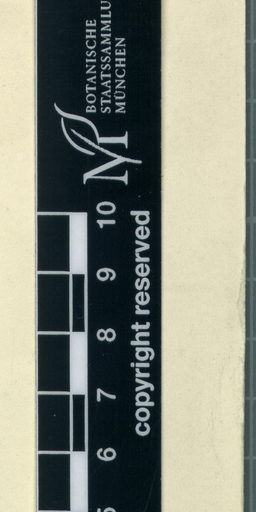 BOTANISCHE
STAATSSAMMLU
MÜNCHEN
M
10
9
8
7
6
copyright reserved